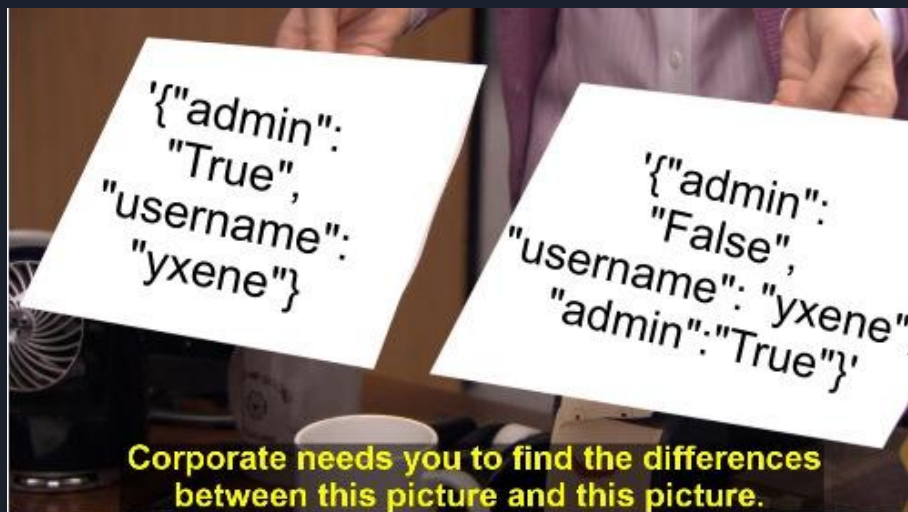 '{"admin":
"True",
"username":
"yxene"}
'{"admin":
"False",
"username": "yxene"
"admin":"True"}'
Corporate needs you to find the differences
between this picture and this picture.